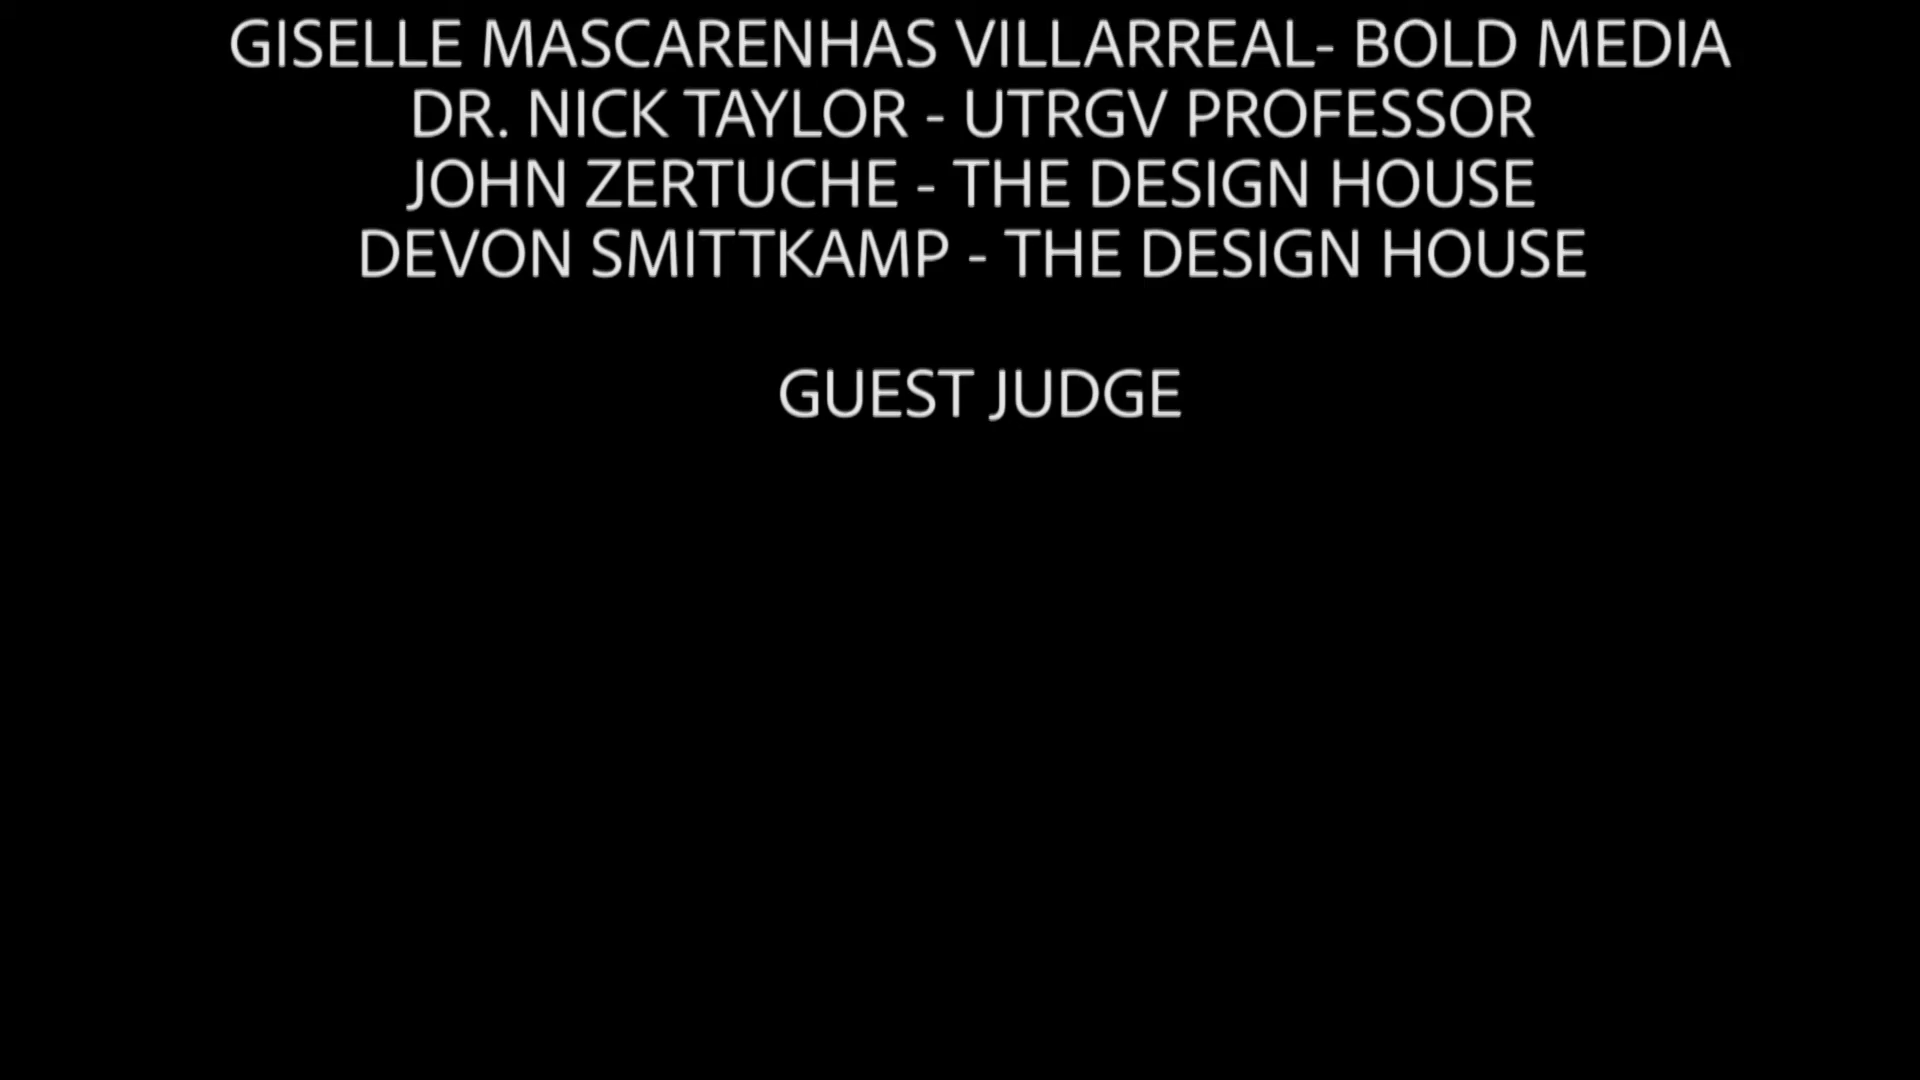 GISELLE MASCARENHAS VILLARREAL- BOLD MEDIA
DR. NICK TAYLOR - UTRGV PROFESSOR
JOHN ZERTUCHE - THE DESIGN HOUSE
DEVON SMITTKAMP - THE DESIGN HOUSE
GUEST JUDGE